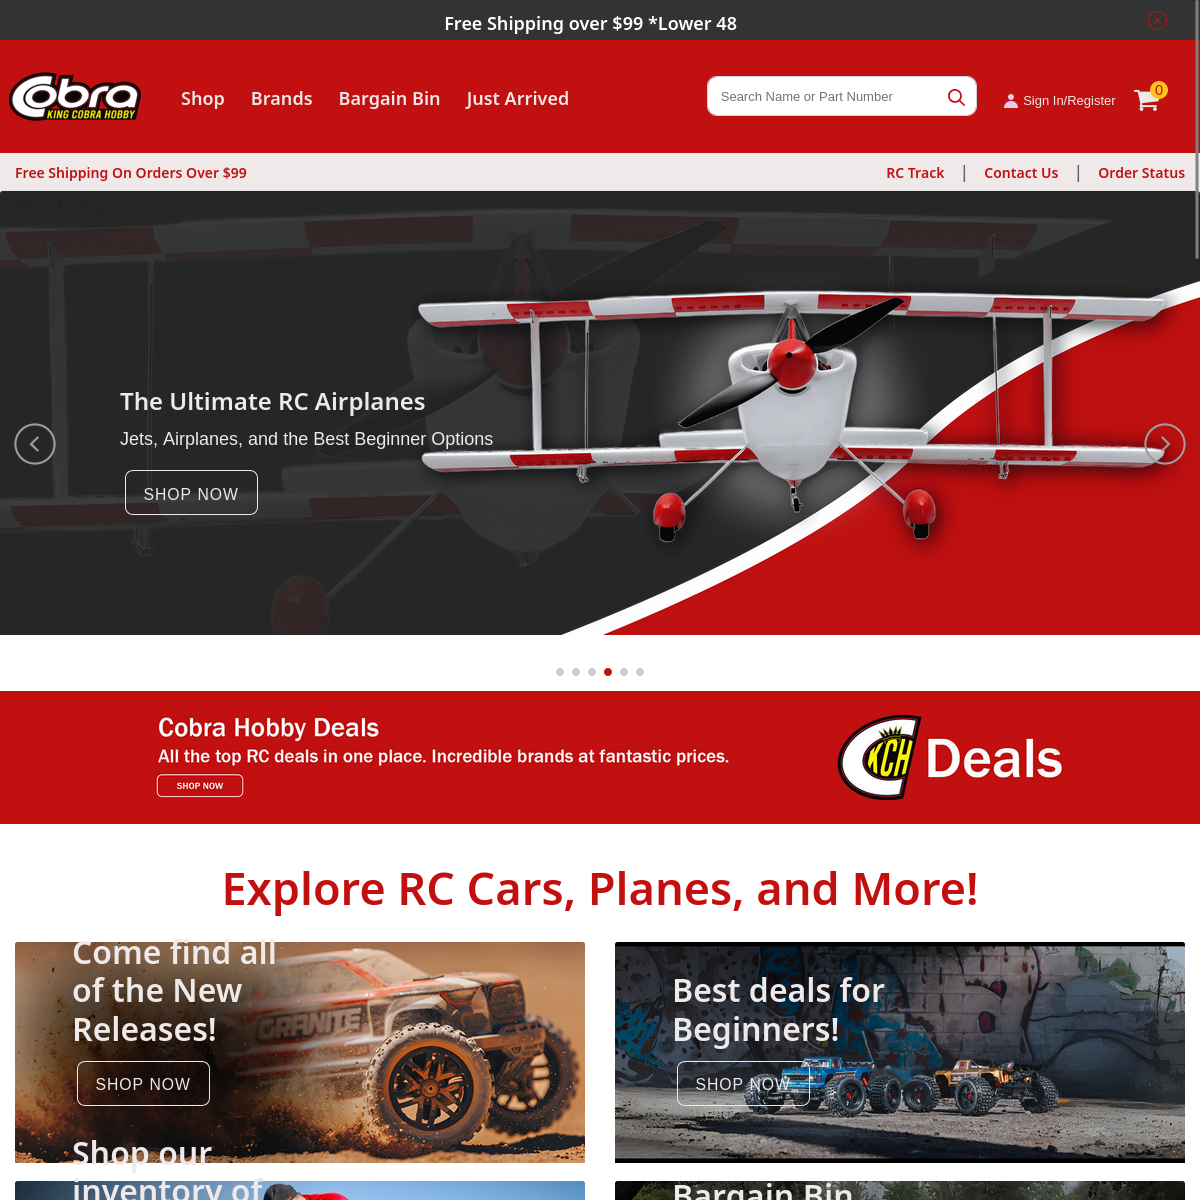 Free Shipping over $99 *Lower 48
Cobra
KING COBRA HOBBY
Shop
Brands
Bargain Bin
Just Arrived
Search Name or Part Number
Sign In/Register
0
Free Shipping On Orders Over $99
RC Track
Contact Us
Order Status
New Releases
The Ultimate RC Airplanes
Jets, Airplanes, and the Best Beginner Options
SHOP NOW
Cobra Hobby Deals
All the top RC deals in one place. Incredible brands at fantastic prices.
SHOP NOW
KCH
Deals
Explore RC Cars, Planes, and More!
Come find all
of the New
Releases!
GRANITE
SHOP NOW
Best deals for
Beginners!
SHOP NOW
Shop our
inventory of
Bargain Bin